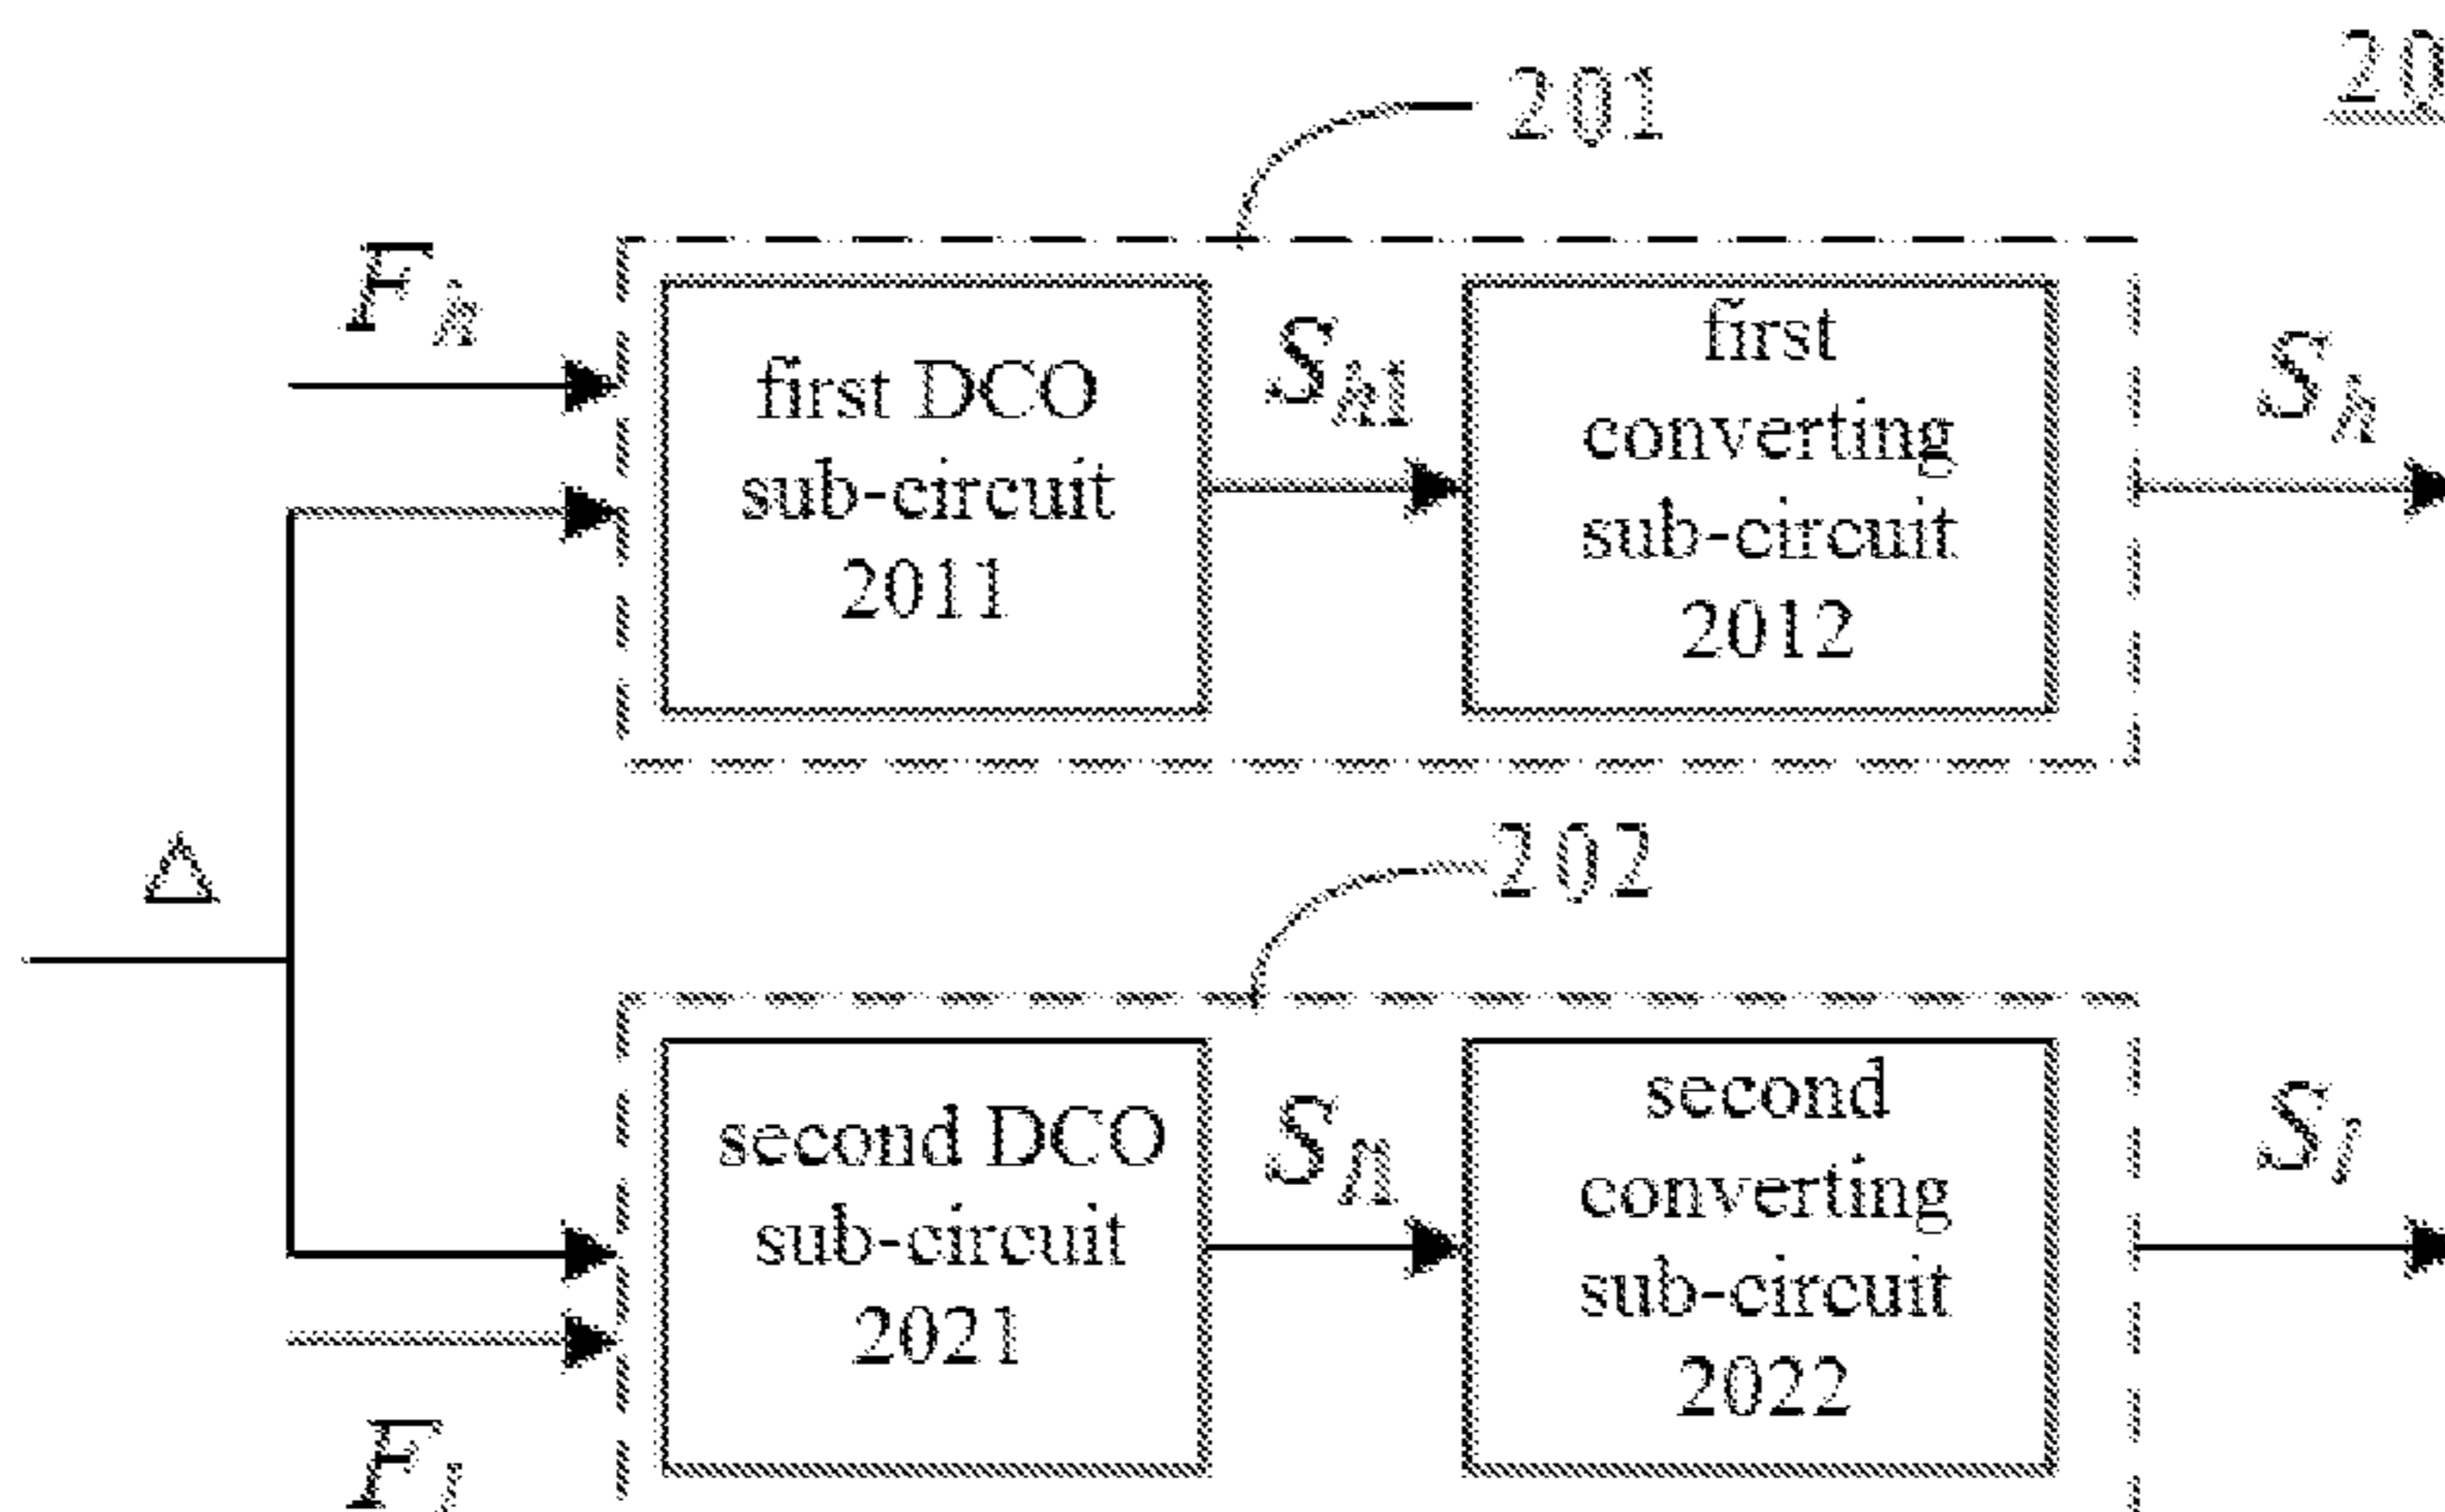 20
201
F_h
first DCO
sub-circuit
2011
S_h1
first
converting
sub-circuit
2012
S_h
Δ
202
second DCO
sub-circuit
2021
S_l1
second
converting
sub-circuit
2022
S_l
F_l